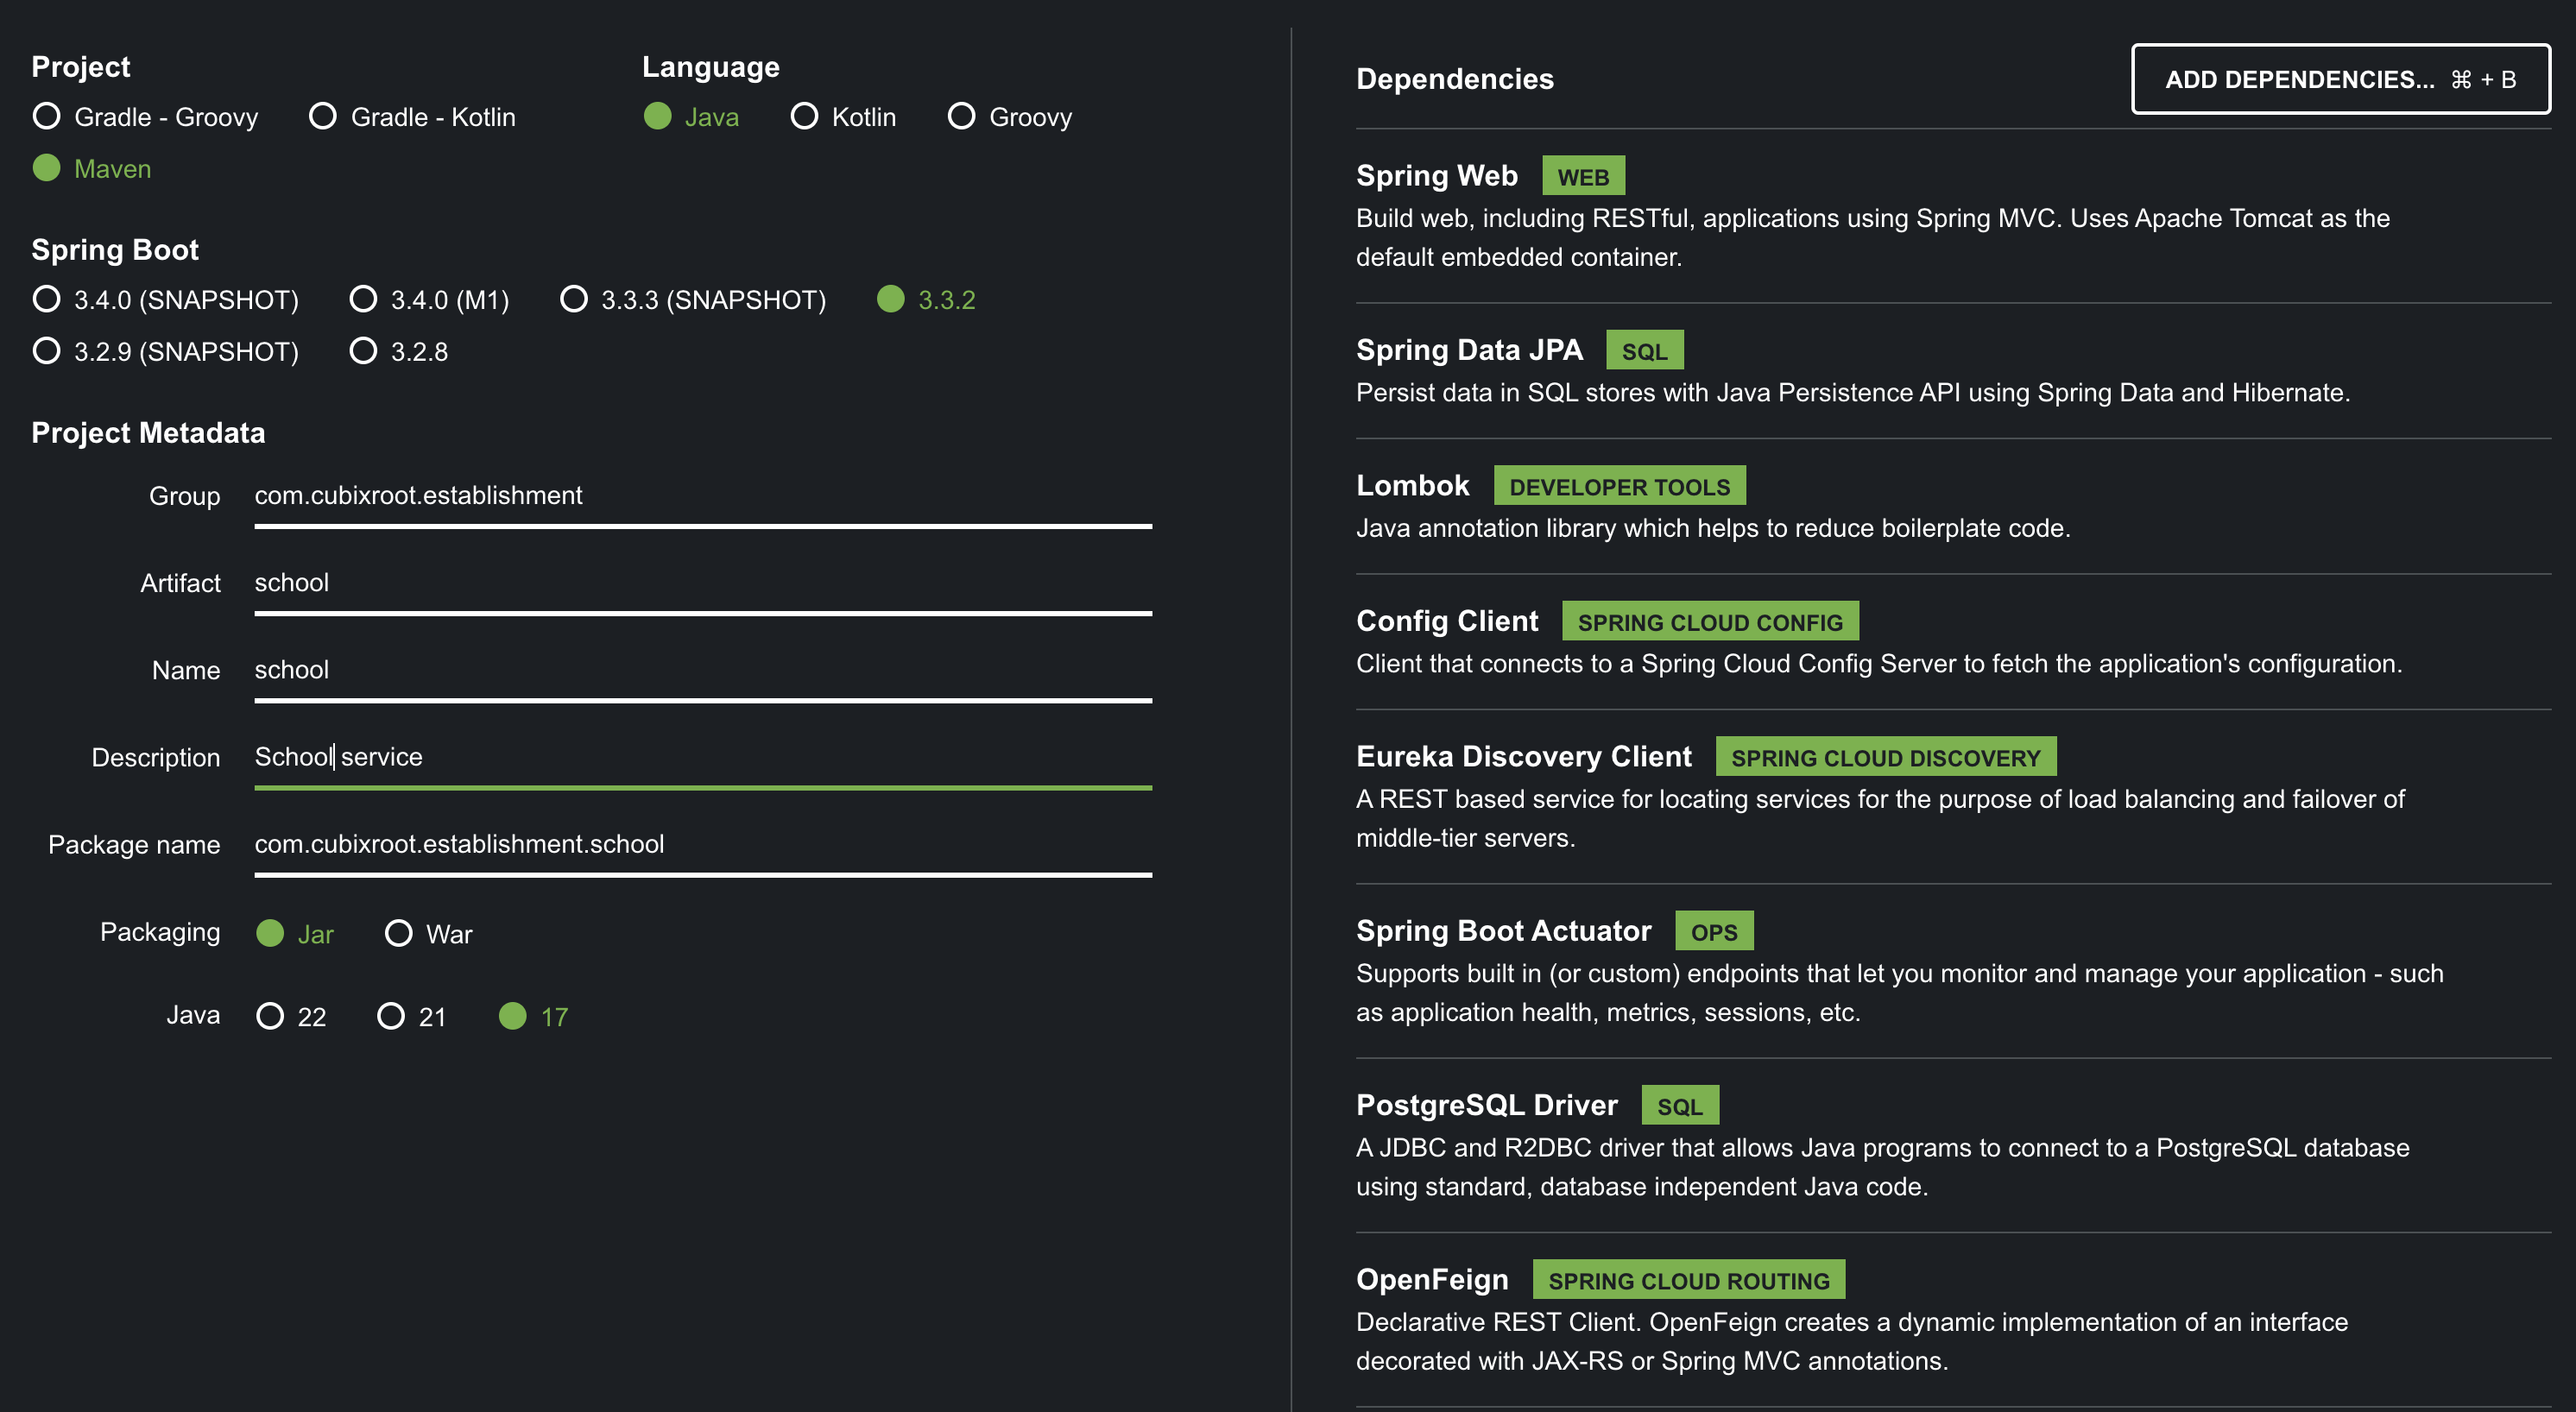 Project
Gradle - Groovy Gradle - Kotlin
Maven
Language
Java Kotlin Groovy
Spring Boot
3.4.0 (SNAPSHOT) 3.4.0 (M1) 3.3.3 (SNAPSHOT) 3.3.2
3.2.9 (SNAPSHOT) 3.2.8
Project Metadata
Group com.cubixroot.establishment
Artifact school
Name school
Description School service
Package name com.cubixroot.establishment.school
Packaging Jar War
Java 22 21 17
Dependencies ADD DEPENDENCIES... ⌘ + B
Spring Web WEB
Build web, including RESTful, applications using Spring MVC. Uses Apache Tomcat as the
default embedded container.
Spring Data JPA SQL
Persist data in SQL stores with Java Persistence API using Spring Data and Hibernate.
Lombok DEVELOPER TOOLS
Java annotation library which helps to reduce boilerplate code.
Config Client SPRING CLOUD CONFIG
Client that connects to a Spring Cloud Config Server to fetch the application's configuration.
Eureka Discovery Client SPRING CLOUD DISCOVERY
A REST based service for locating services for the purpose of load balancing and failover of
middle-tier servers.
Spring Boot Actuator OPS
Supports built in (or custom) endpoints that let you monitor and manage your application - such
as application health, metrics, sessions, etc.
PostgreSQL Driver SQL
A JDBC and R2DBC driver that allows Java programs to connect to a PostgreSQL database
using standard, database independent Java code.
OpenFeign SPRING CLOUD ROUTING
Declarative REST Client. OpenFeign creates a dynamic implementation of an interface
decorated with JAX-RS or Spring MVC annotations.